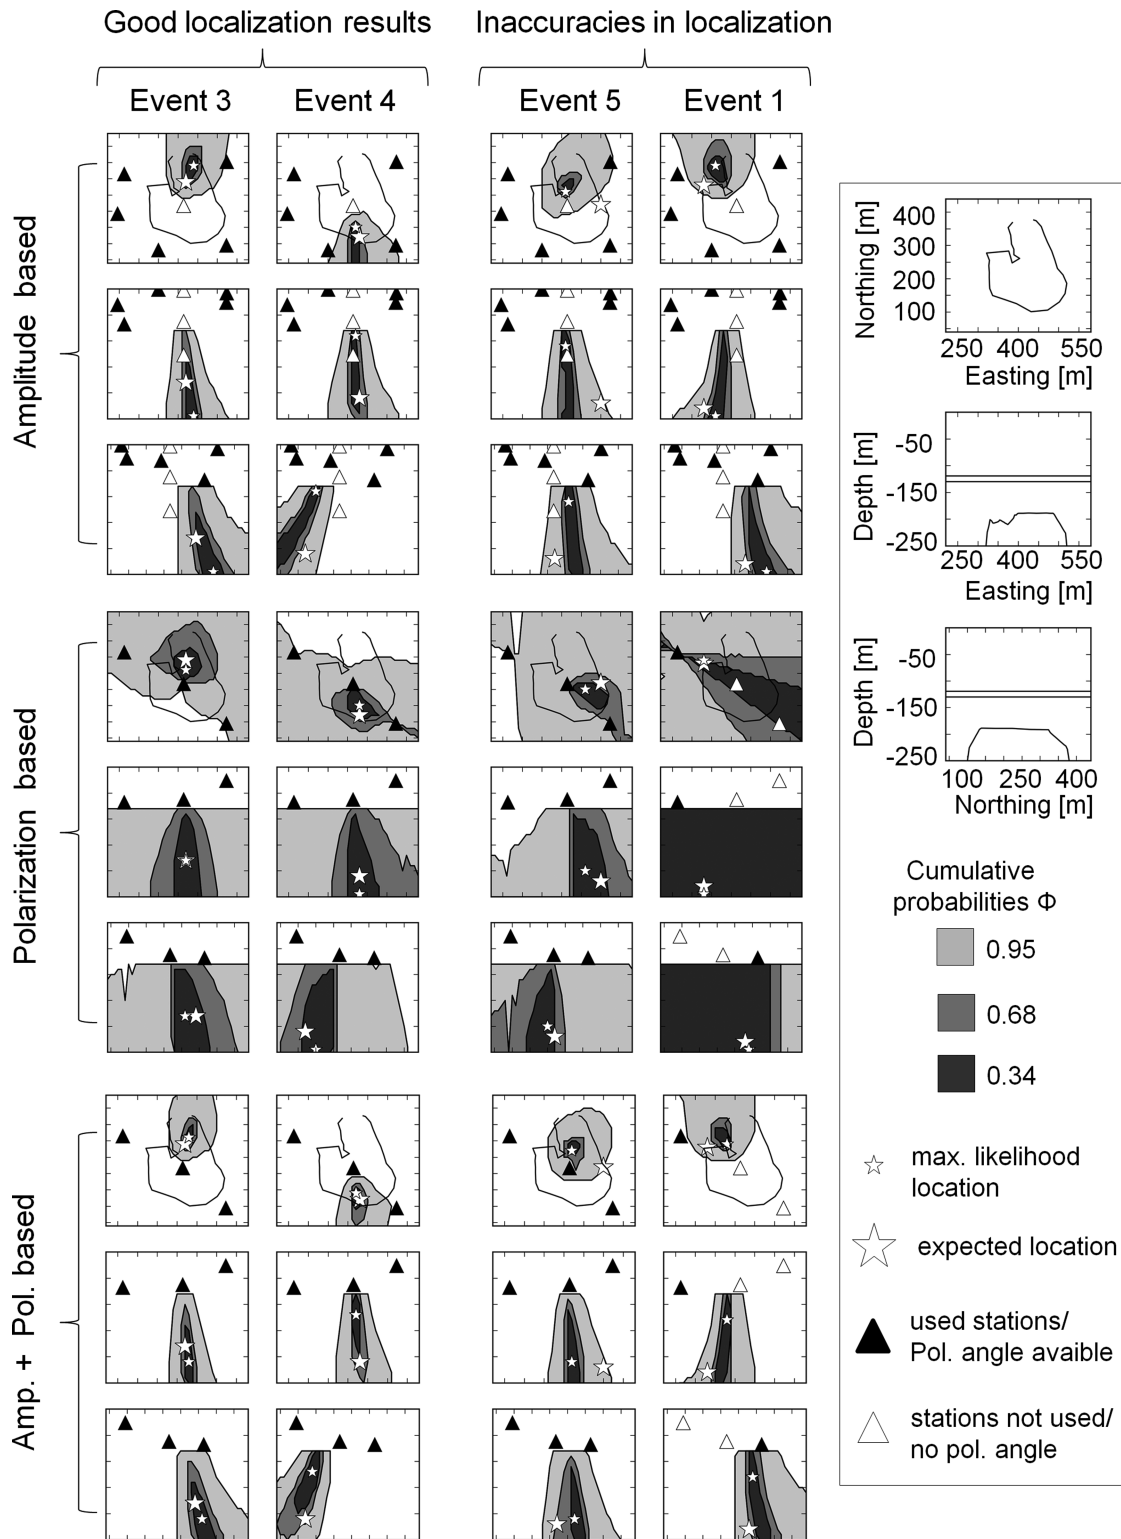 Good localization results
Inaccuracies in localization
Event 3
Event 4
Event 5
Event 1
Amplitude based
Polarization based
Amp. + Pol. based
Northing [m]
400
300
200
100
250 400 550
Easting [m]
Depth [m]
-50
-150
-250
250 400 550
Easting [m]
Depth [m]
-50
-150
-250
100 250 400
Northing [m]
Cumulative
probabilities Φ
0.95
0.68
0.34
max. likelihood
location
expected location
used stations/
Pol. angle avaible
stations not used/
no pol. angle